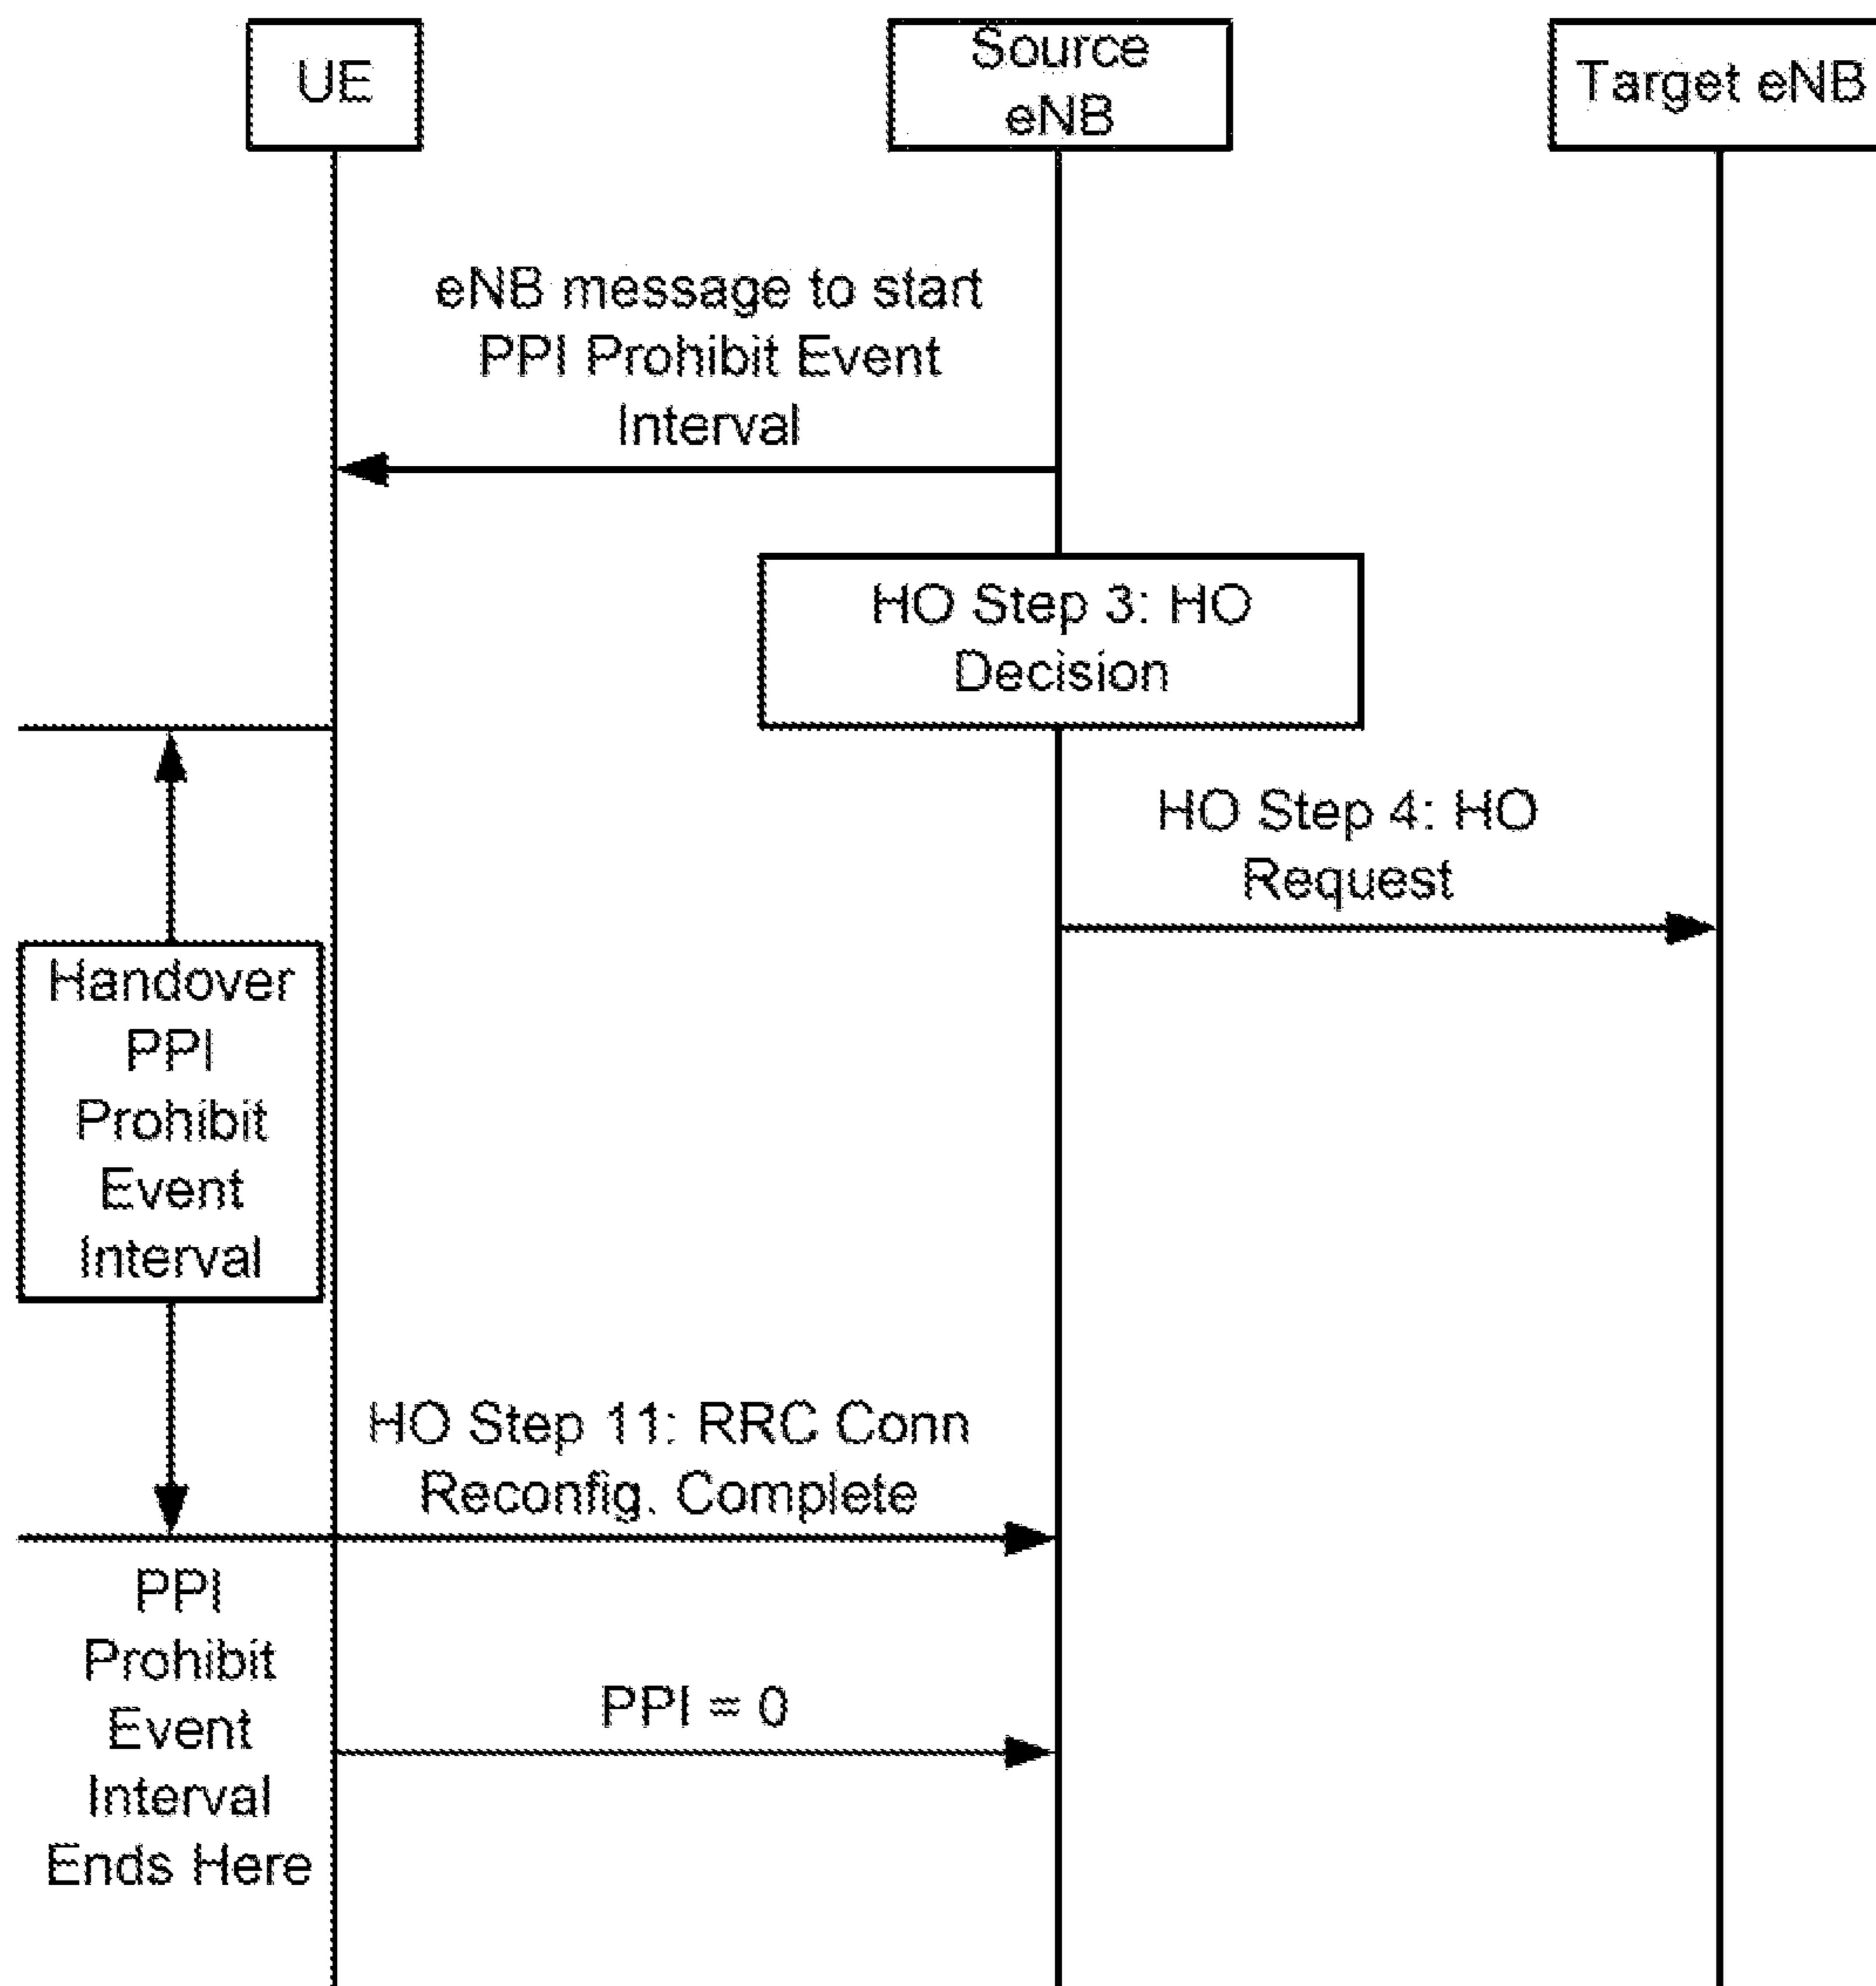 UE
Source
eNB
Target eNB
eNB message to start
PPI Prohibit Event
Interval
HO Step 3: HO
Decision
HO Step 4: HO
Request
Handover
PPI
Prohibit
Event
Interval
HO Step 11: RRC Conn
Reconfig. Complete
PPI
Prohibit
Event
Interval
Ends Here
PPI = 0